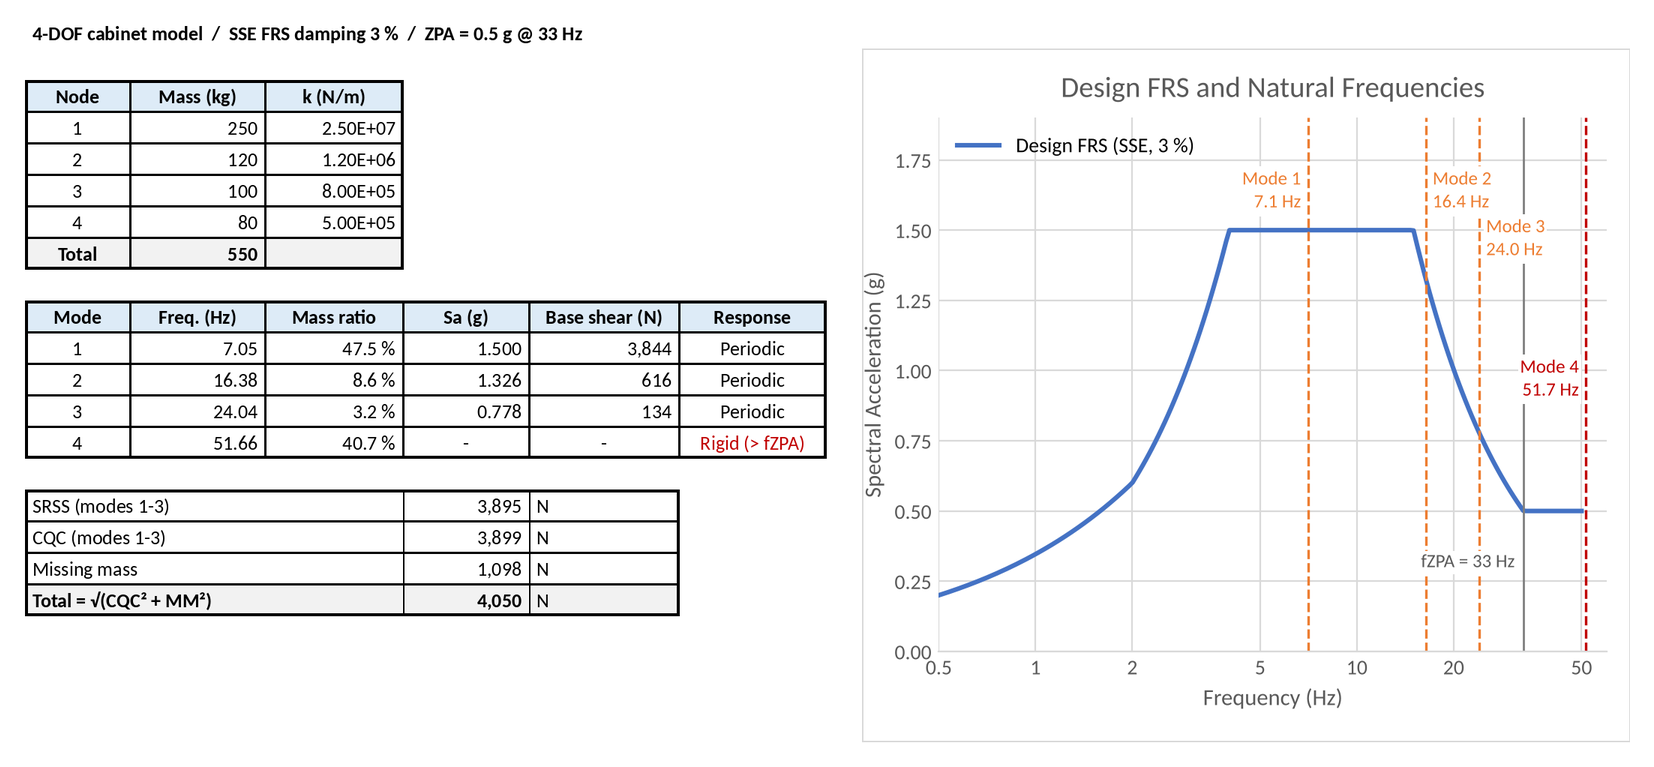 4-DOF cabinet model / SSE FRS damping 3 % / ZPA = 0.5 g @ 33 Hz
Node Mass (kg) k (N/m)
1 250 2.50E+07
2 120 1.20E+06
3 100 8.00E+05
4 80 5.00E+05
Total 550
Mode Freq. (Hz) Mass ratio Sa (g) Base shear (N) Response
1 7.05 47.5 % 1.500 3,844 Periodic
2 16.38 8.6 % 1.326 616 Periodic
3 24.04 3.2 % 0.778 134 Periodic
4 51.66 40.7 % - - Rigid (> fZPA)
SRSS (modes 1-3) 3,895 N
CQC (modes 1-3) 3,899 N
Missing mass 1,098 N
Total = √(CQC² + MM²) 4,050 N
Design FRS and Natural Frequencies
Design FRS (SSE, 3 %)
Mode 1
7.1 Hz
Mode 2
16.4 Hz
Mode 3
24.0 Hz
Mode 4
51.7 Hz
fZPA = 33 Hz
Spectral Acceleration (g)
1.75
1.50
1.25
1.00
0.75
0.50
0.25
0.00
0.5 1 2 5 10 20 50
Frequency (Hz)